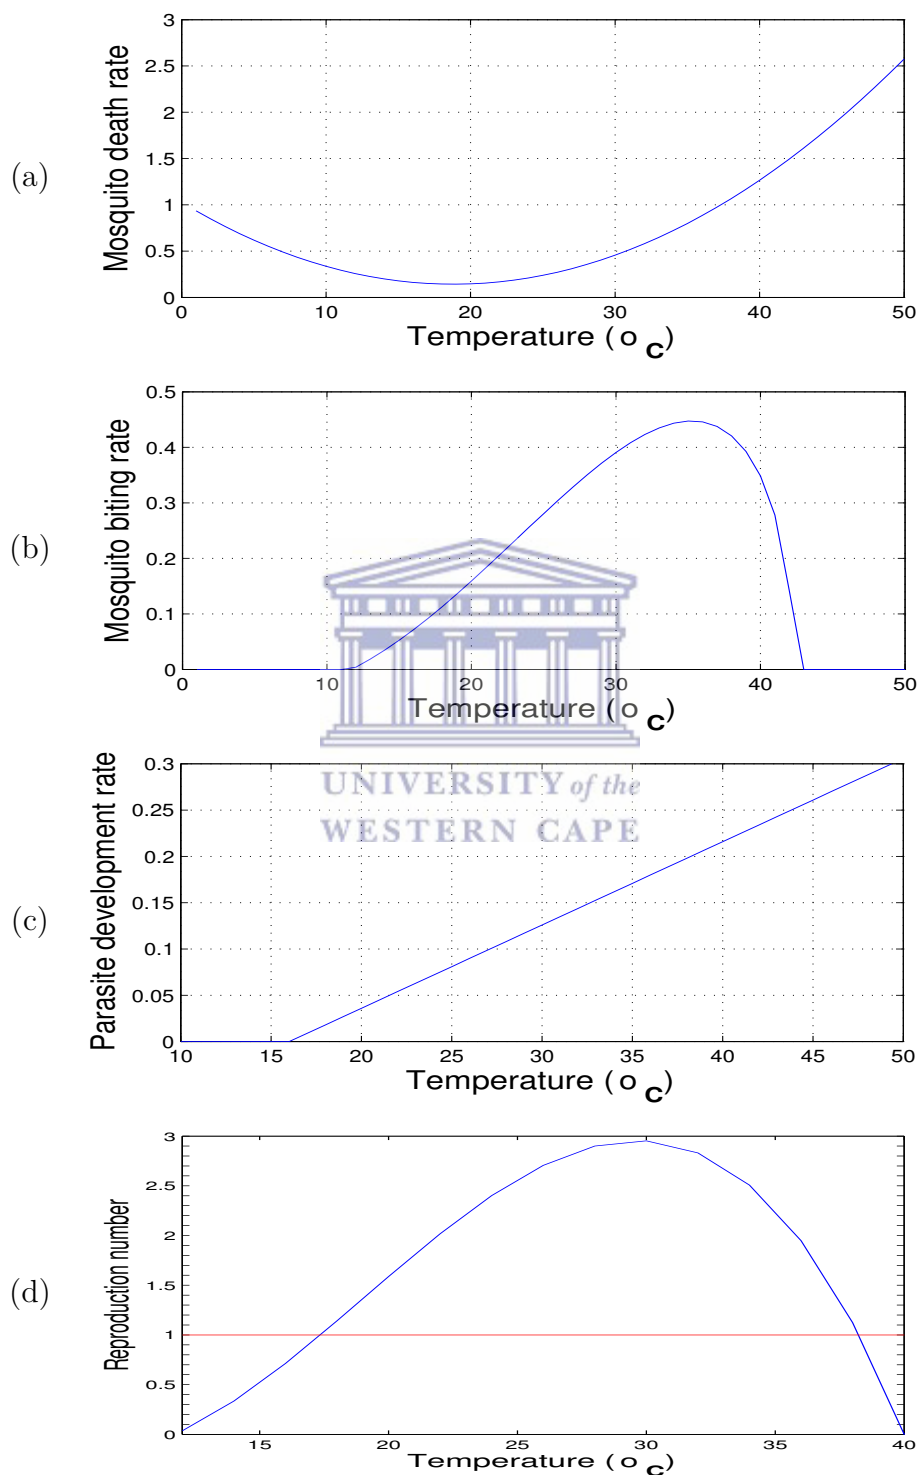 (a)
Mosquito death rate
3
2.5
2
1.5
1
0.5
0
0 10 20 30 40 50
Temperature ( o C)
(b)
Mosquito biting rate
0.5
0.4
0.3
0.2
0.1
0
0 10 20 30 40 50
Temperature ( o C)
UNIVERSITY of the
WESTERN CAPE
(c)
Parasite development rate
0.3
0.25
0.2
0.15
0.1
0.05
0
10 15 20 25 30 35 40 45 50
Temperature ( o C)
(d)
Reproduction number
3
2.5
2
1.5
1
0.5
0
15 20 25 30 35 40
Temperature ( o C)